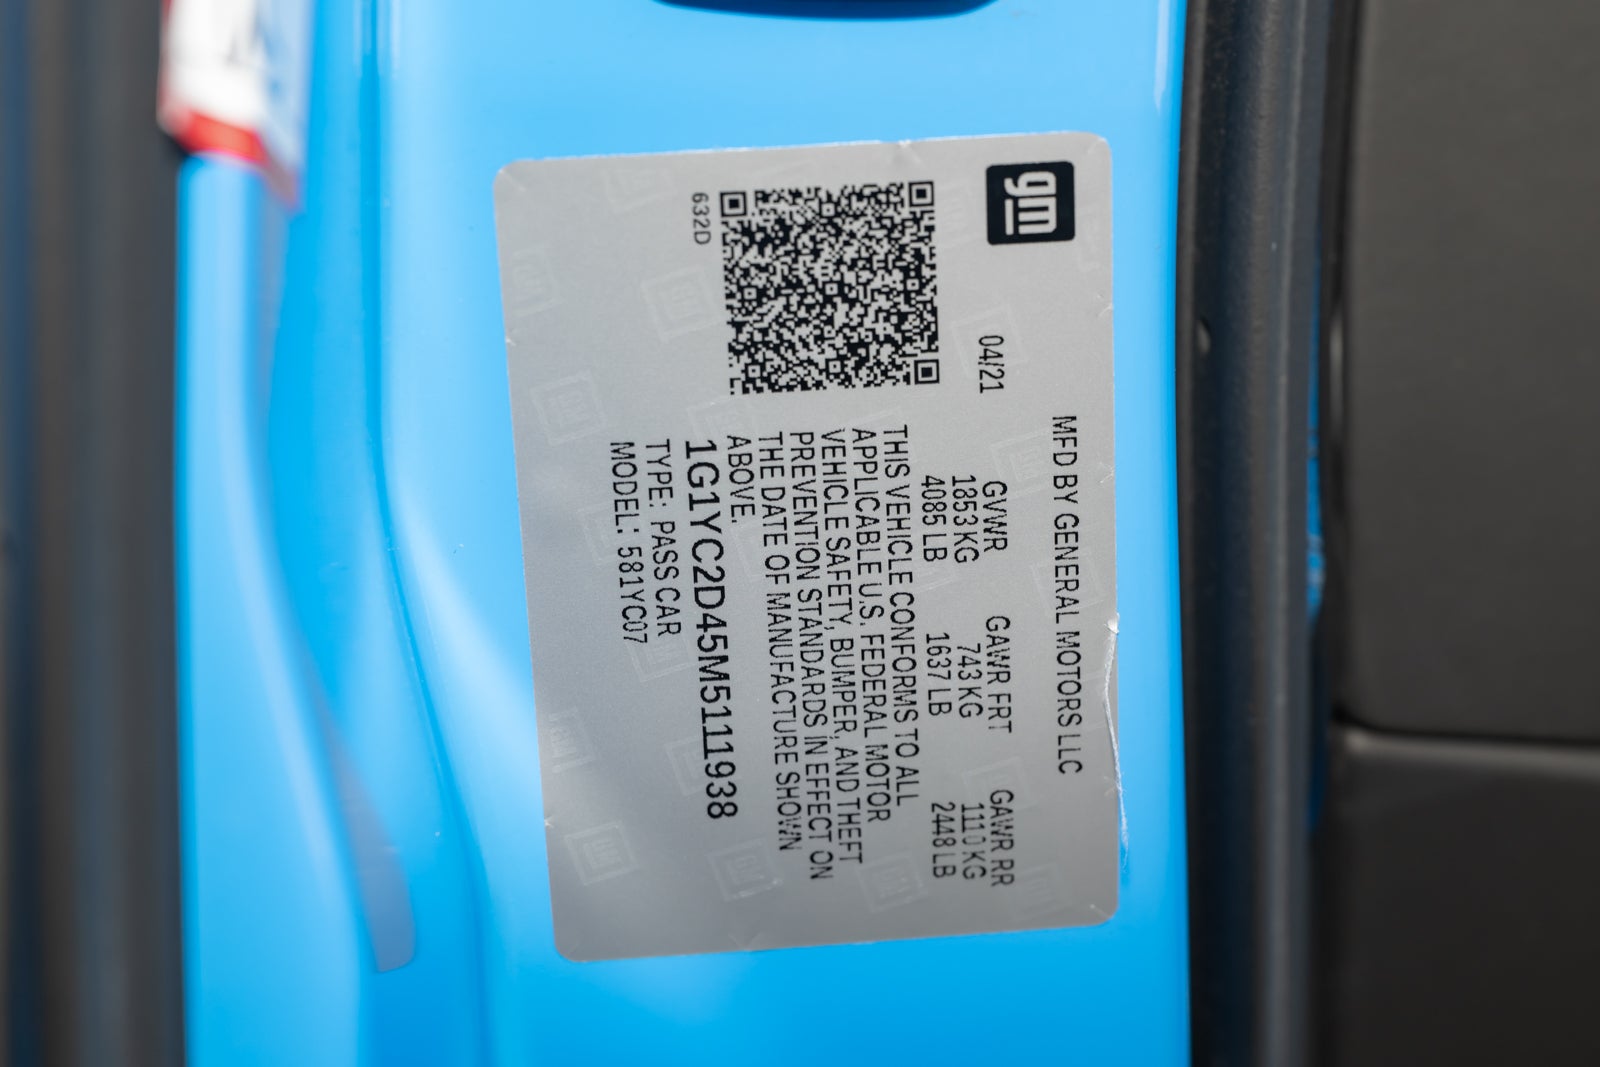 gm
MFD BY GENERAL MOTORS LLC
04/21 GVWR GAWR FRT GAWR RR
1853 KG 743 KG 1110 KG
4085 LB 1637 LB 2448 LB
THIS VEHICLE CONFORMS TO ALL
APPLICABLE U.S. FEDERAL MOTOR
VEHICLE SAFETY, BUMPER, AND THEFT
PREVENTION STANDARDS IN EFFECT ON
THE DATE OF MANUFACTURE SHOWN
ABOVE.
632D
1G1YC2D45M5111938
TYPE: PASS CAR
MODEL: 581YC07